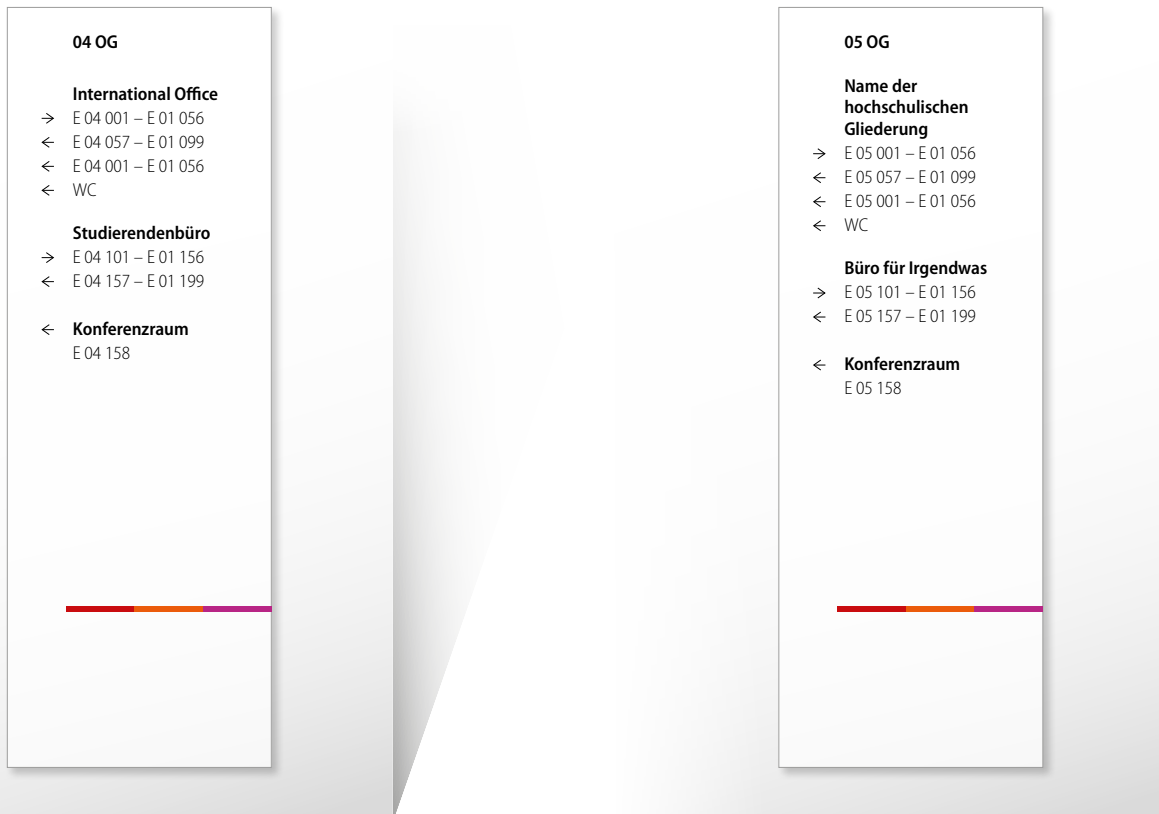 04 OG
International Office
→ E 04 001 – E 01 056
← E 04 057 – E 01 099
← E 04 001 – E 01 056
← WC
Studierendenbüro
→ E 04 101 – E 01 156
← E 04 157 – E 01 199
← Konferenzraum
E 04 158
05 OG
Name der
hochschulischen
Gliederung
→ E 05 001 – E 01 056
← E 05 057 – E 01 099
← E 05 001 – E 01 056
← WC
Büro für Irgendwas
→ E 05 101 – E 01 156
← E 05 157 – E 01 199
← Konferenzraum
E 05 158